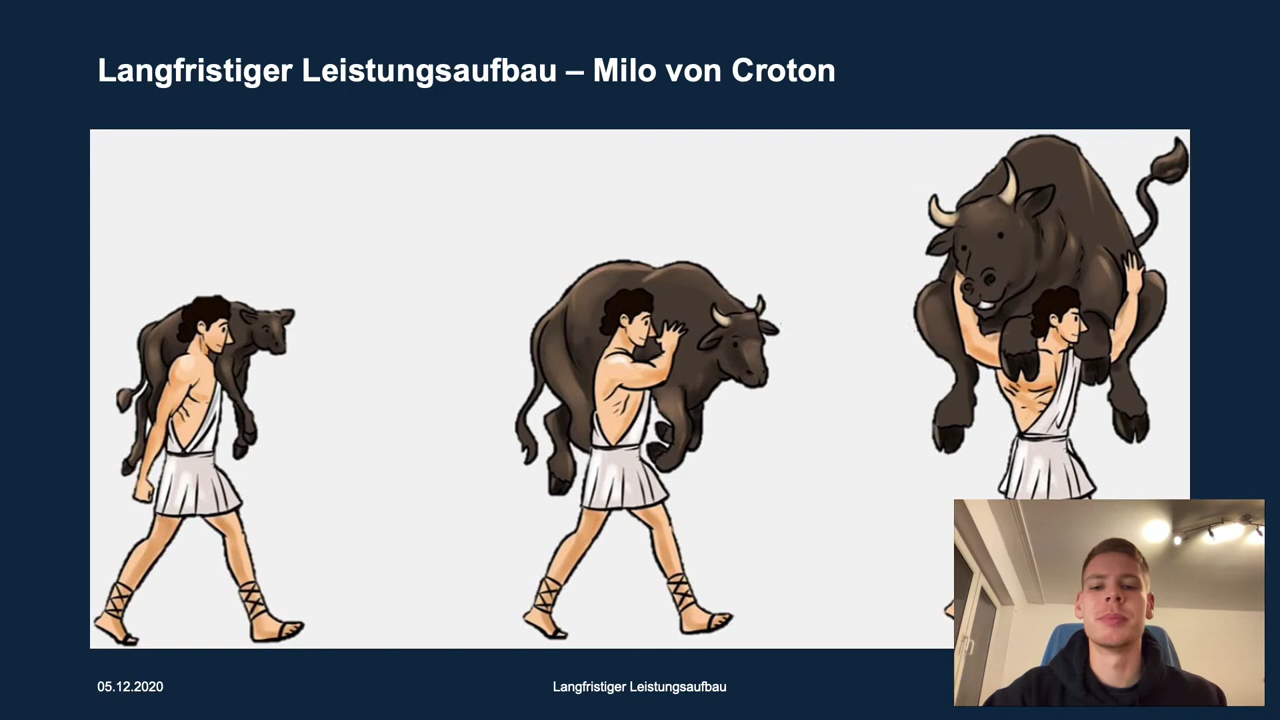 Langfristiger Leistungsaufbau – Milo von Croton
05.12.2020
Langfristiger Leistungsaufbau